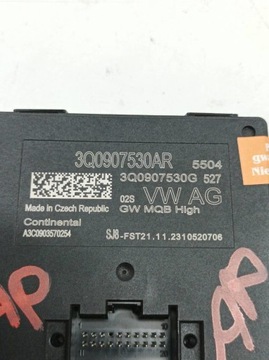 3Q0907530AR 5504
3Q0907530G 527
02S VW AG
Made in Czech Republic GW MQB High
Continental
A3C0903570254 SJ8-FST21.11.2310520706
AR